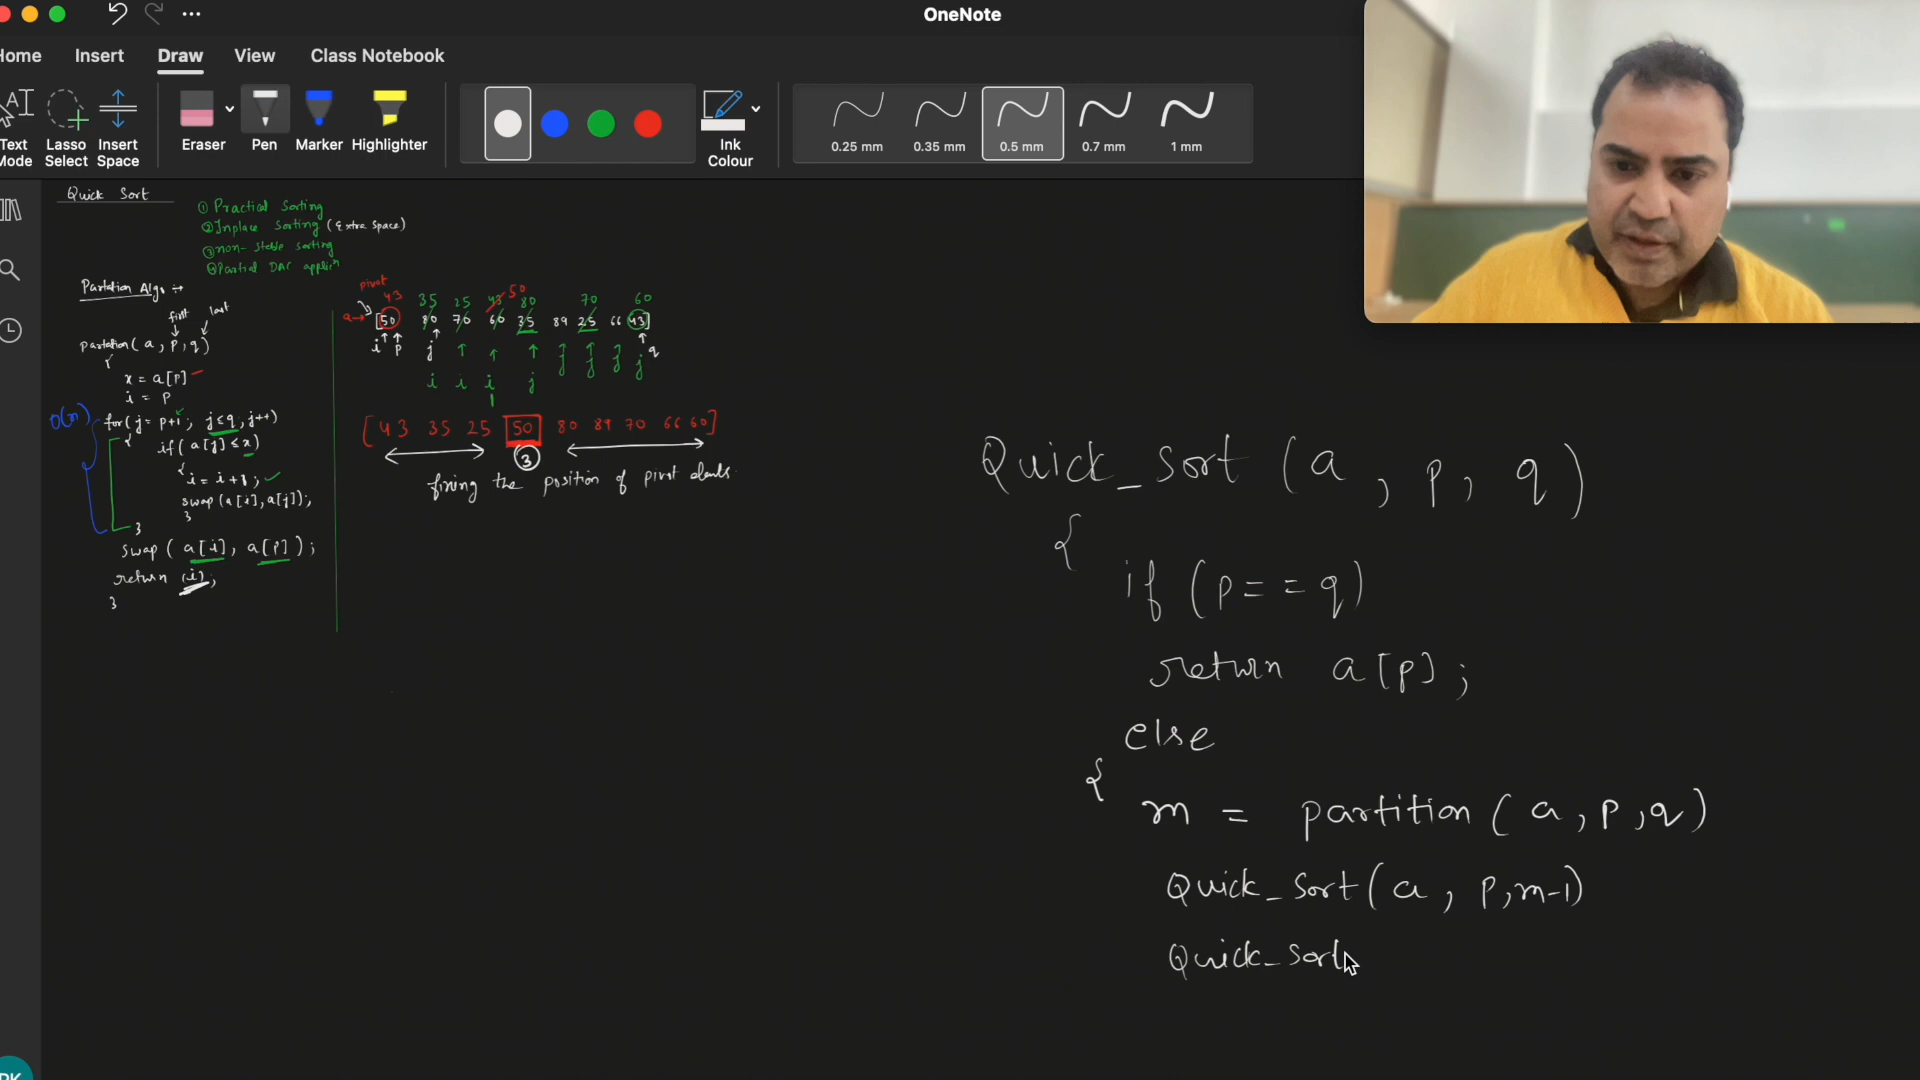 OneNote
Home Insert Draw View Class Notebook
Text Mode
Lasso Select
Insert Space
Eraser
Pen
Marker
Highlighter
Ink Colour
0.25 mm 0.35 mm 0.5 mm 0.7 mm 1 mm
Quick Sort
① Practical Sorting
② Inplace Sorting (Extra Space)
③ non-stable sorting
④ Partial DAC applicn
Partation Algo :→
first last
partation(a, p, q)
{
x = a[p]
i = p
O(n)
for(j = p+1; j≤q, j++)
{ if(a[j] ≤ x)
{ i = i+1;
swap(a[i], a[j]);
}
}
swap(a[i], a[p]);
return (i);
}
pivot
43 35 25 43 50 80 70 60
a→ [50 80 70 60 35 89 25 66 43]
i p j j j j j q
i i i j
[43 35 25 50 80 89 70 66 60]
3
fixing the position of pivot
Quick_Sort (a, p, q)
{
if (p==q)
return a[p];
else
{
m = partition(a,p,q)
Quick_Sort(a, p,m-1)
Quick_Sort